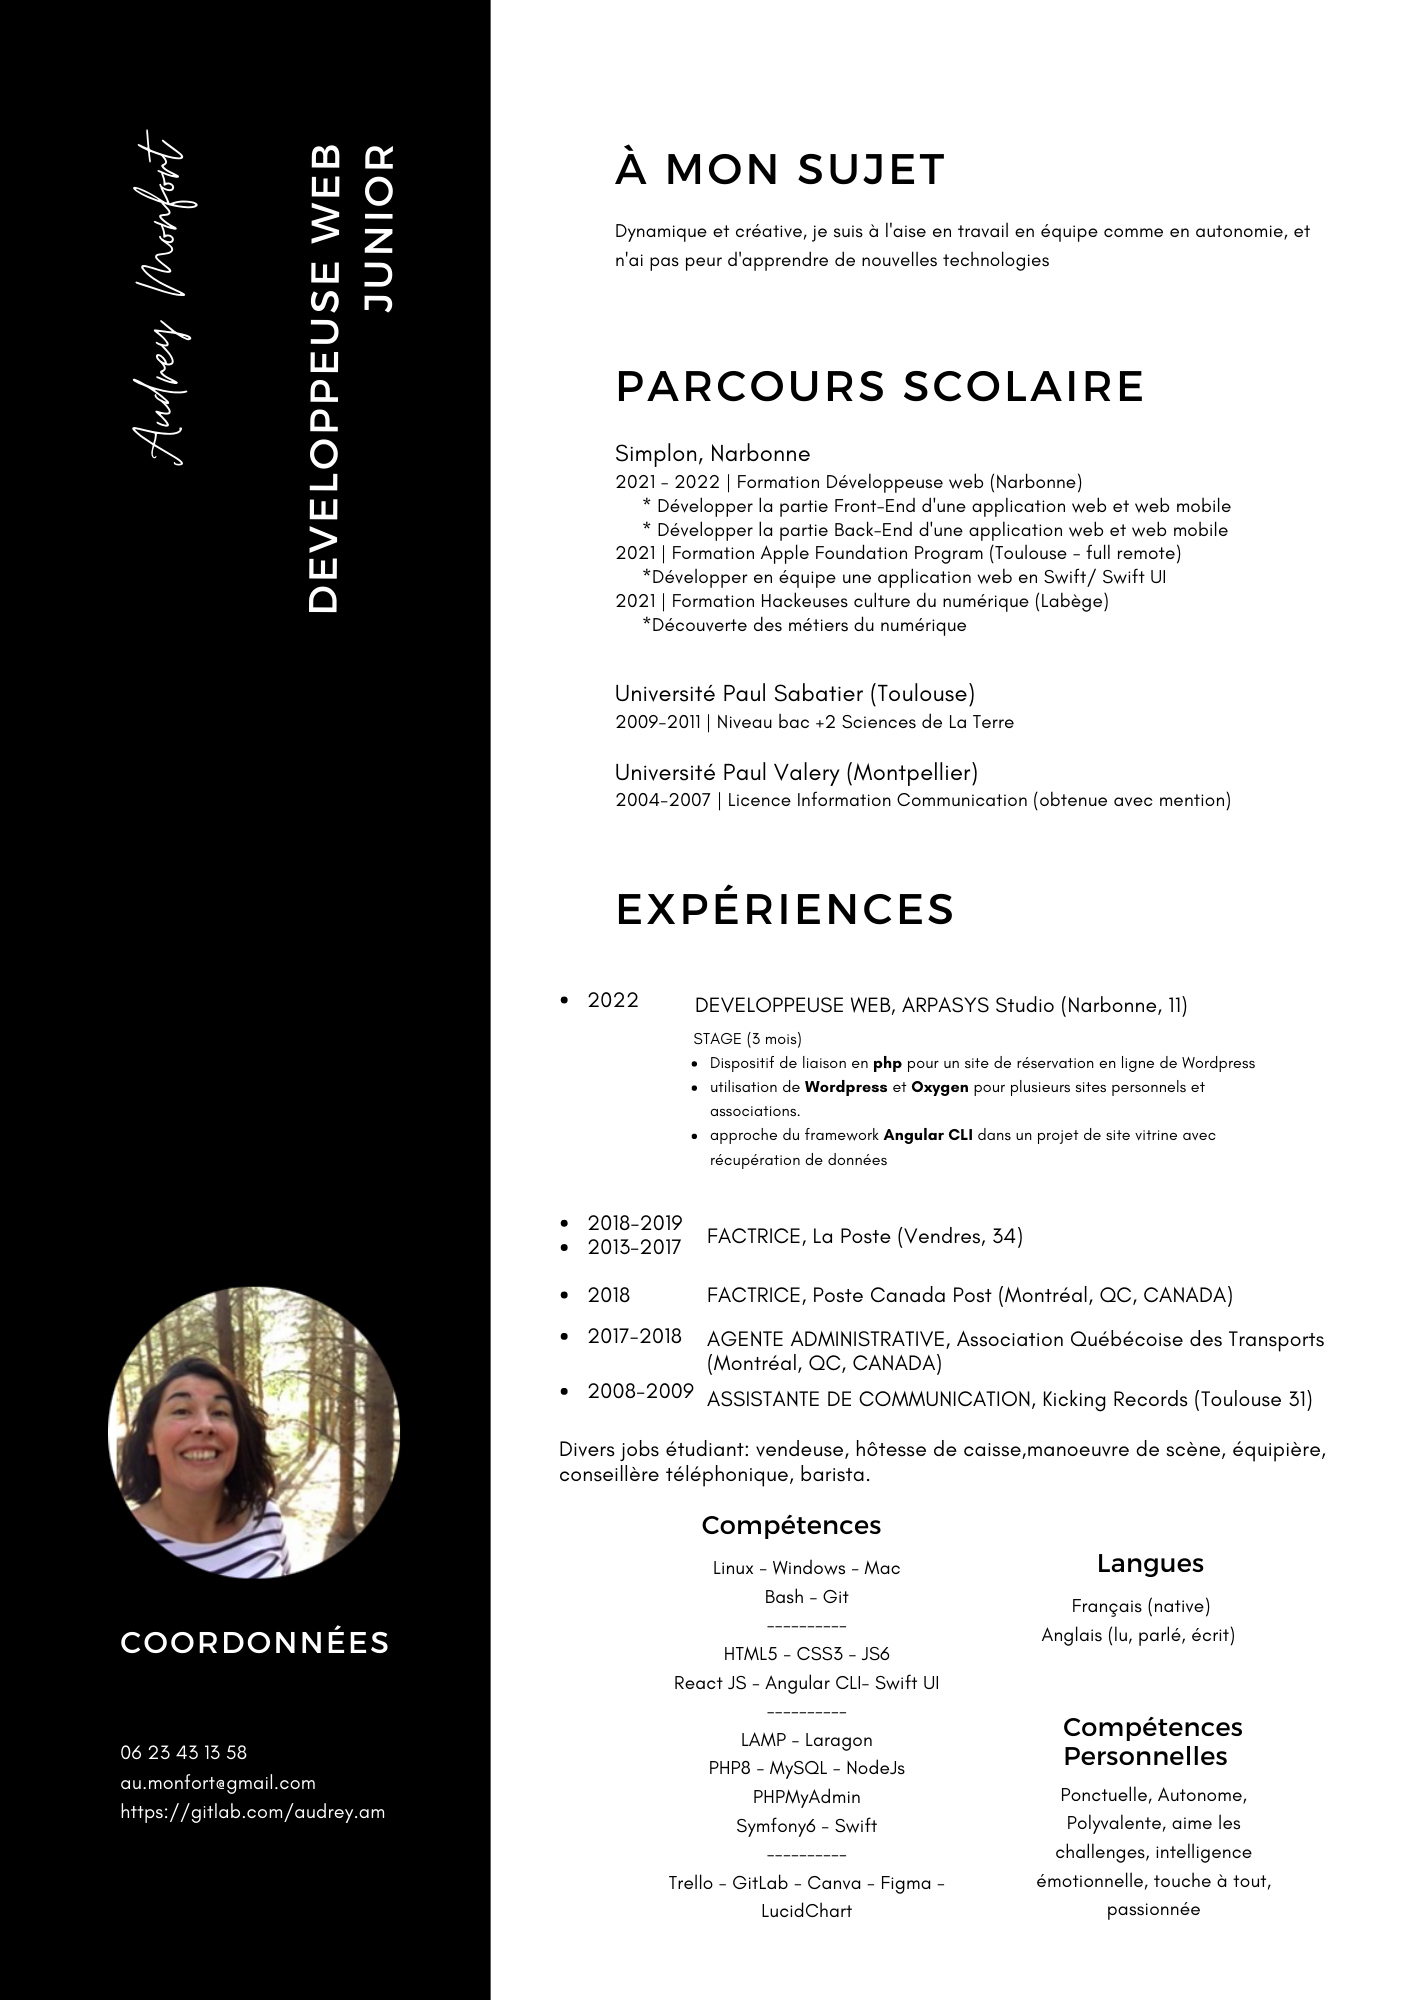 Audrey Monfort
DEVELOPPEUSE WEB
JUNIOR
À MON SUJET
Dynamique et créative, je suis à l'aise en travail en équipe comme en autonomie, et
n'ai pas peur d'apprendre de nouvelles technologies
PARCOURS SCOLAIRE
Simplon, Narbonne
2021 - 2022 | Formation Développeuse web (Narbonne)
* Développer la partie Front-End d'une application web et web mobile
* Développer la partie Back-End d'une application web et web mobile
2021 | Formation Apple Foundation Program (Toulouse - full remote)
*Développer en équipe une application web en Swift/ Swift UI
2021 | Formation Hackeuses culture du numérique (Labège)
*Découverte des métiers du numérique
Université Paul Sabatier (Toulouse)
2009-2011 | Niveau bac +2 Sciences de La Terre
Université Paul Valery (Montpellier)
2004-2007 | Licence Information Communication (obtenue avec mention)
EXPÉRIENCES
• 2022 DEVELOPPEUSE WEB, ARPASYS Studio (Narbonne, 11)
STAGE (3 mois)
• Dispositif de liaison en php pour un site de réservation en ligne de Wordpress
• utilisation de Wordpress et Oxygen pour plusieurs sites personnels et
associations.
• approche du framework Angular CLI dans un projet de site vitrine avec
récupération de données
• 2018-2019
• 2013-2017
FACTRICE, La Poste (Vendres, 34)
• 2018 FACTRICE, Poste Canada Post (Montréal, QC, CANADA)
• 2017-2018 AGENTE ADMINISTRATIVE, Association Québécoise des Transports
(Montréal, QC, CANADA)
• 2008-2009 ASSISTANTE DE COMMUNICATION, Kicking Records (Toulouse 31)
Divers jobs étudiant: vendeuse, hôtesse de caisse,manoeuvre de scène, équipière,
conseillère téléphonique, barista.
Compétences
Linux - Windows - Mac
Bash - Git
----------
HTML5 - CSS3 - JS6
React JS - Angular CLI- Swift UI
----------
LAMP - Laragon
PHP8 - MySQL - NodeJs
PHPMyAdmin
Symfony6 - Swift
----------
Trello - GitLab - Canva - Figma -
LucidChart
Langues
Français (native)
Anglais (lu, parlé, écrit)
Compétences
Personnelles
Ponctuelle, Autonome,
Polyvalente, aime les
challenges, intelligence
émotionnelle, touche à tout,
passionnée
COORDONNÉES
06 23 43 13 58
au.monfort@gmail.com
https://gitlab.com/audrey.am